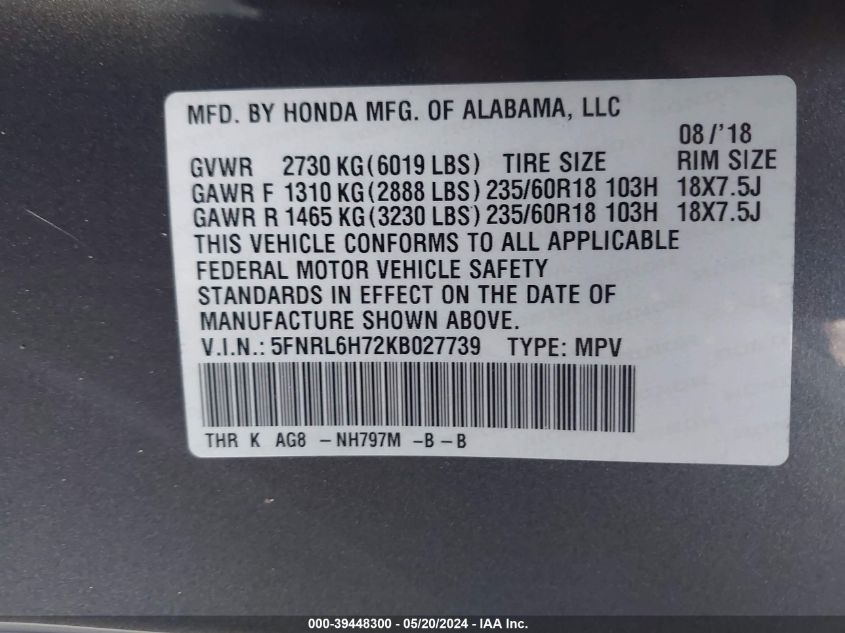 MFD. BY HONDA MFG. OF ALABAMA, LLC
08/'18
GVWR 2730 KG(6019 LBS) TIRE SIZE RIM SIZE
GAWR F 1310 KG(2888 LBS) 235/60R18 103H 18X7.5J
GAWR R 1465 KG(3230 LBS) 235/60R18 103H 18X7.5J
THIS VEHICLE CONFORMS TO ALL APPLICABLE
FEDERAL MOTOR VEHICLE SAFETY
STANDARDS IN EFFECT ON THE DATE OF
MANUFACTURE SHOWN ABOVE.
V.I.N.: 5FNRL6H72KB027739 TYPE: MPV
THR K AG8 -NH797M -B-B
000-39448300 - 05/20/2024 - IAA Inc.